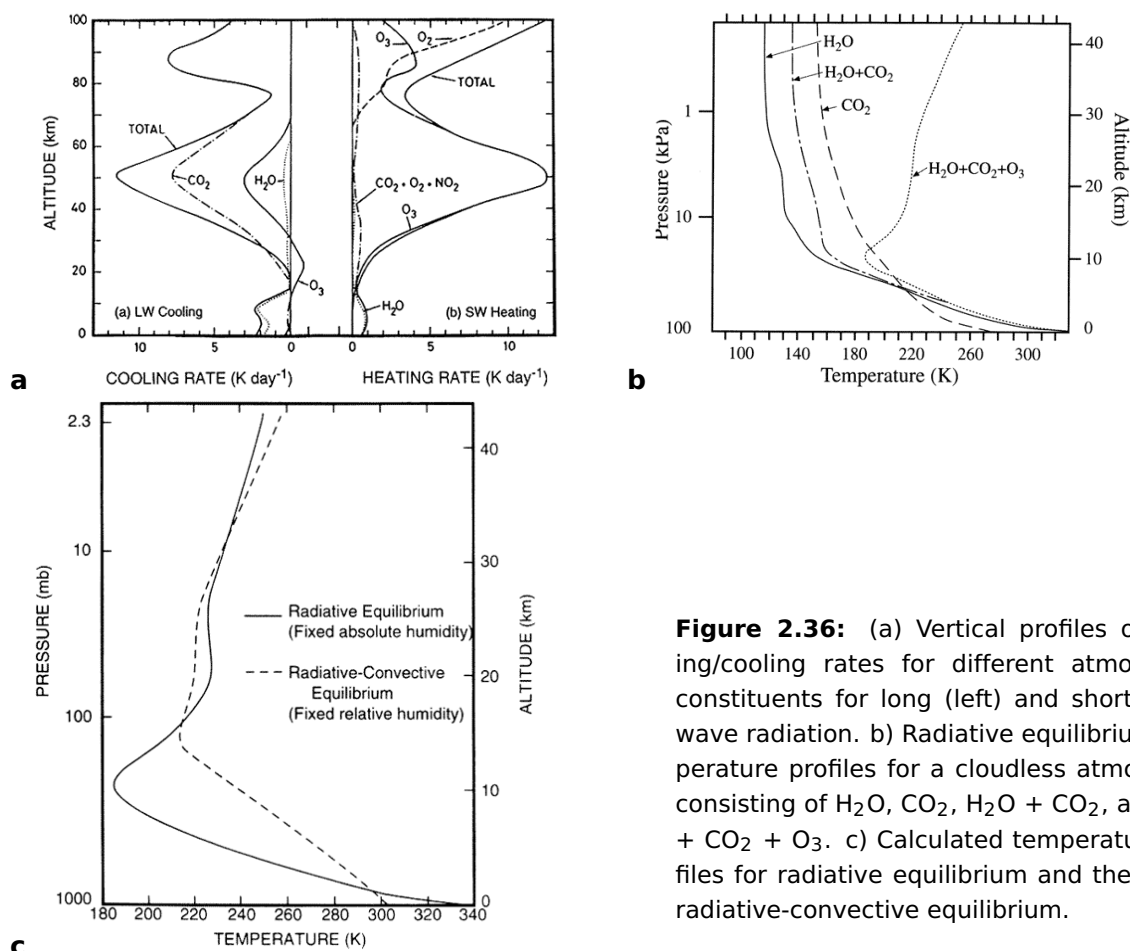 100
80
60
40
20
0
ALTITUDE (km)
TOTAL
CO₂
H₂O
O₃
(a) LW Cooling
10
5
0
COOLING RATE (K day⁻¹)
O₃
O₂
TOTAL
CO₂ + O₂ + NO₂
O₃
H₂O
(b) SW Heating
0
5
10
HEATING RATE (K day⁻¹)
a
H₂O
H₂O+CO₂
CO₂
H₂O+CO₂+O₃
1
10
100
Pressure (kPa)
40
30
20
10
0
Altitude (km)
100
140
180
220
260
300
Temperature (K)
b
2.3
10
100
1000
PRESSURE (mb)
Radiative Equilibrium
(Fixed absolute humidity)
Radiative-Convective
Equilibrium
(Fixed relative humidity)
40
30
20
10
0
ALTITUDE (km)
180
200
220
240
260
280
300
320
340
TEMPERATURE (K)
c
Figure 2.36: (a) Vertical profiles o
ing/cooling rates for different atmo
constituents for long (left) and short
wave radiation. b) Radiative equilibriu
perature profiles for a cloudless atmo
consisting of H₂O, CO₂, H₂O + CO₂, a
+ CO₂ + O₃. c) Calculated temperatu
files for radiative equilibrium and the
radiative-convective equilibrium.